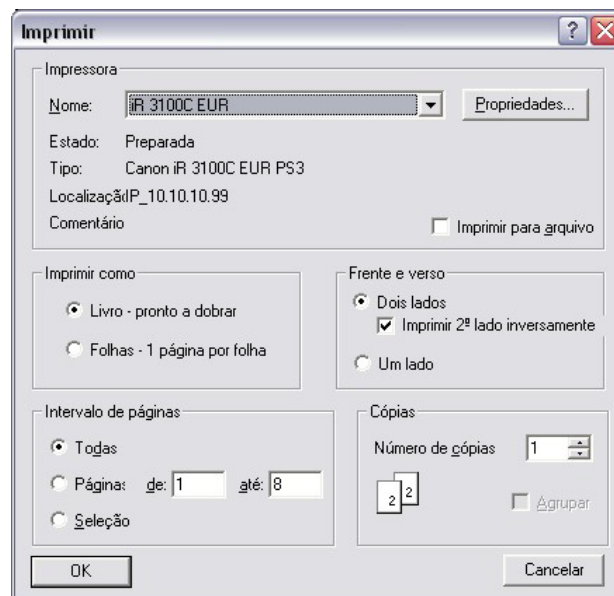 Imprimir
Impressora
Nome: iR 3100C EUR Propriedades...
Estado: Preparada
Tipo: Canon iR 3100C EUR PS3
Localização IP_10.10.10.99
Comentário Imprimir para arquivo
Imprimir como
Livro - pronto a dobrar
Folhas - 1 página por folha
Frente e verso
Dois lados
Imprimir 2º lado inversamente
Um lado
Intervalo de páginas
Todas
Páginas de: 1 até: 8
Seleção
Cópias
Número de cópias 1
2 2
Agrupar
OK Cancelar